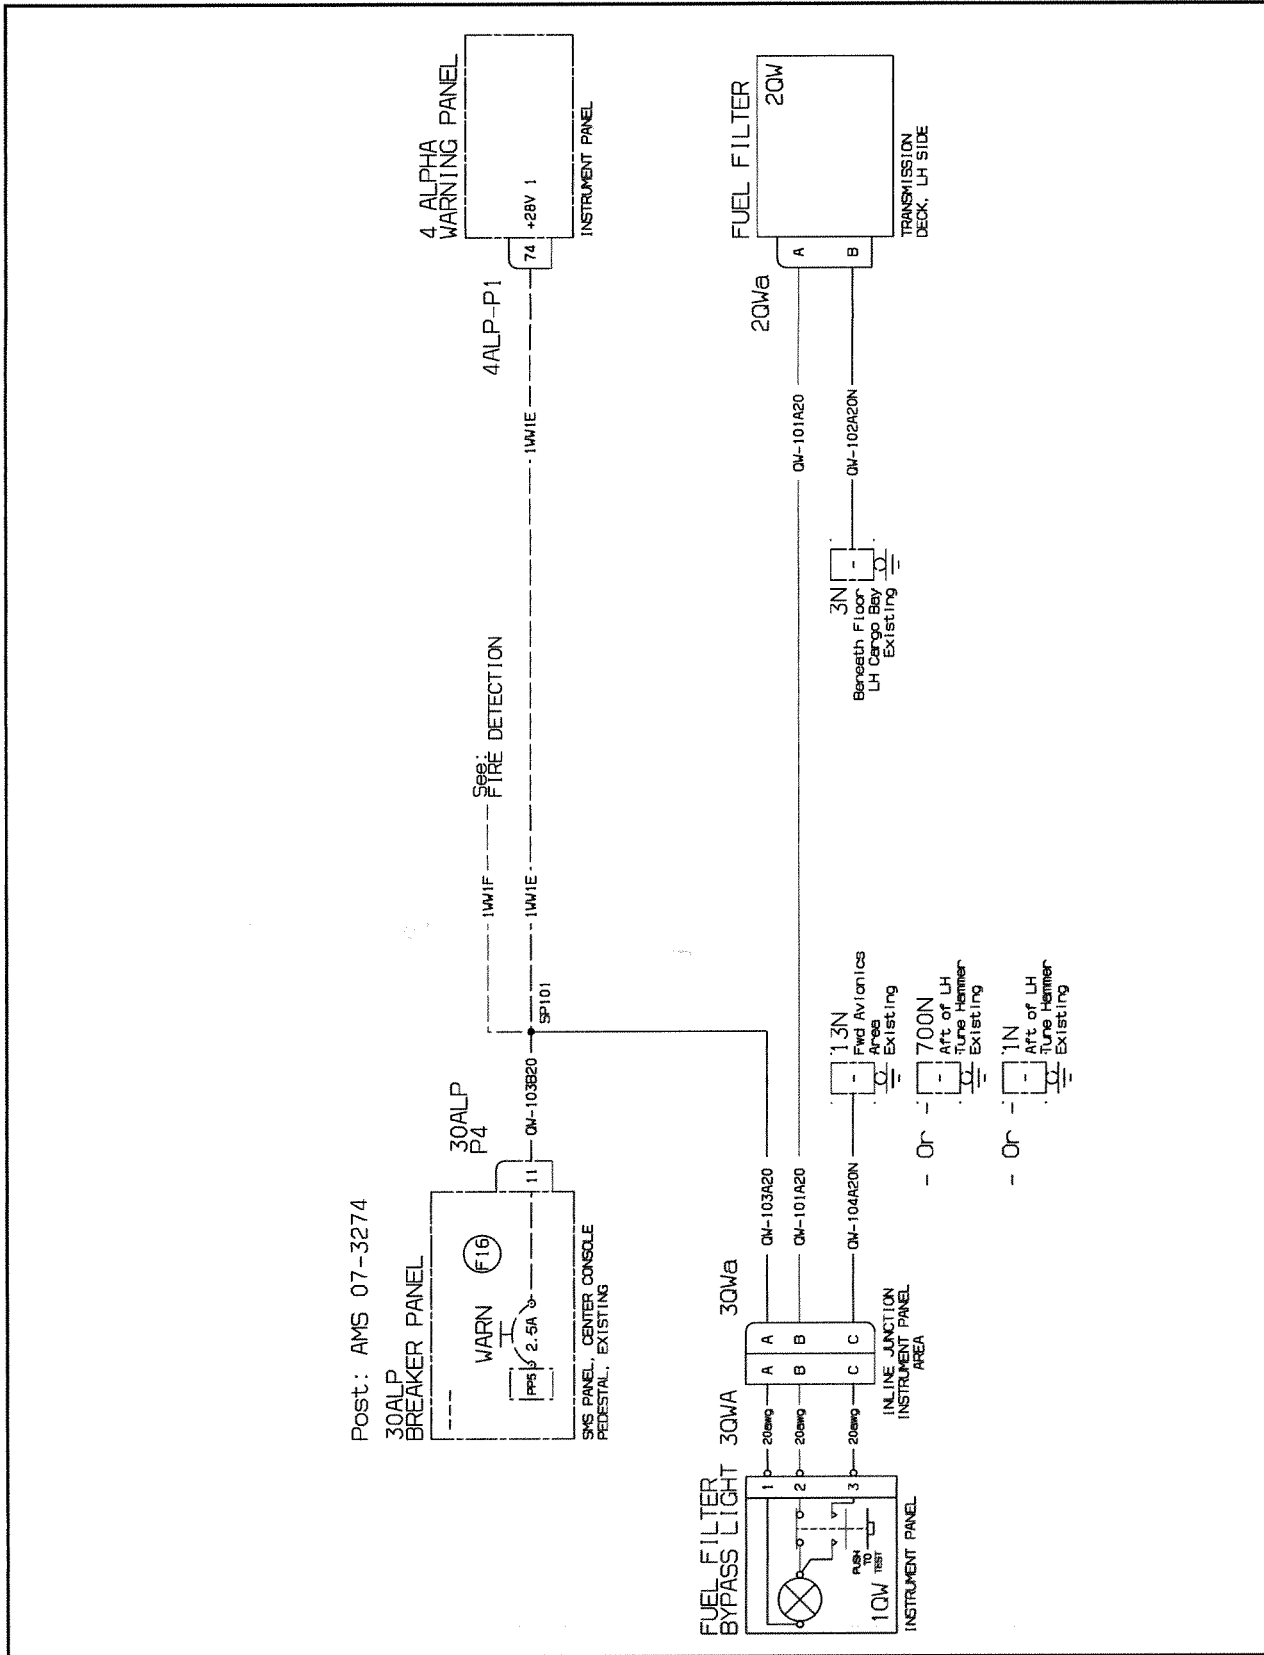 Post: AMS 07-3274
30ALP
BREAKER PANEL
---
WARN
F16
PP5
2.5A
11
SMS PANEL, CENTER CONSOLE
PEDESTAL, EXISTING
30ALP
P4
QW-103B20
SP101
1WW1F
See:
FIRE DETECTION
1WW1E
1WW1E
4ALP-P1
74
+28V 1
4 ALPHA
WARNING PANEL
INSTRUMENT PANEL
FUEL FILTER
BYPASS LIGHT
1QW
PUSH
TO
TEST
1
2
3
INSTRUMENT PANEL
20awg
20awg
20awg
3QWA
3QWa
A
B
C
A
B
C
INLINE JUNCTION
INSTRUMENT PANEL
AREA
QW-103A20
QW-101A20
QW-104A20N
13N
Fwd Avionics
Area
Existing
- Or -
700N
Aft of LH
Tune Hammer
Existing
- Or -
1N
Aft of LH
Tune Hammer
Existing
3N
Beneath Floor
LH Cargo Bay
Existing
QW-101A20
QW-102A20N
2QWa
A
B
FUEL FILTER
2QW
TRANSMISSION
DECK, LH SIDE